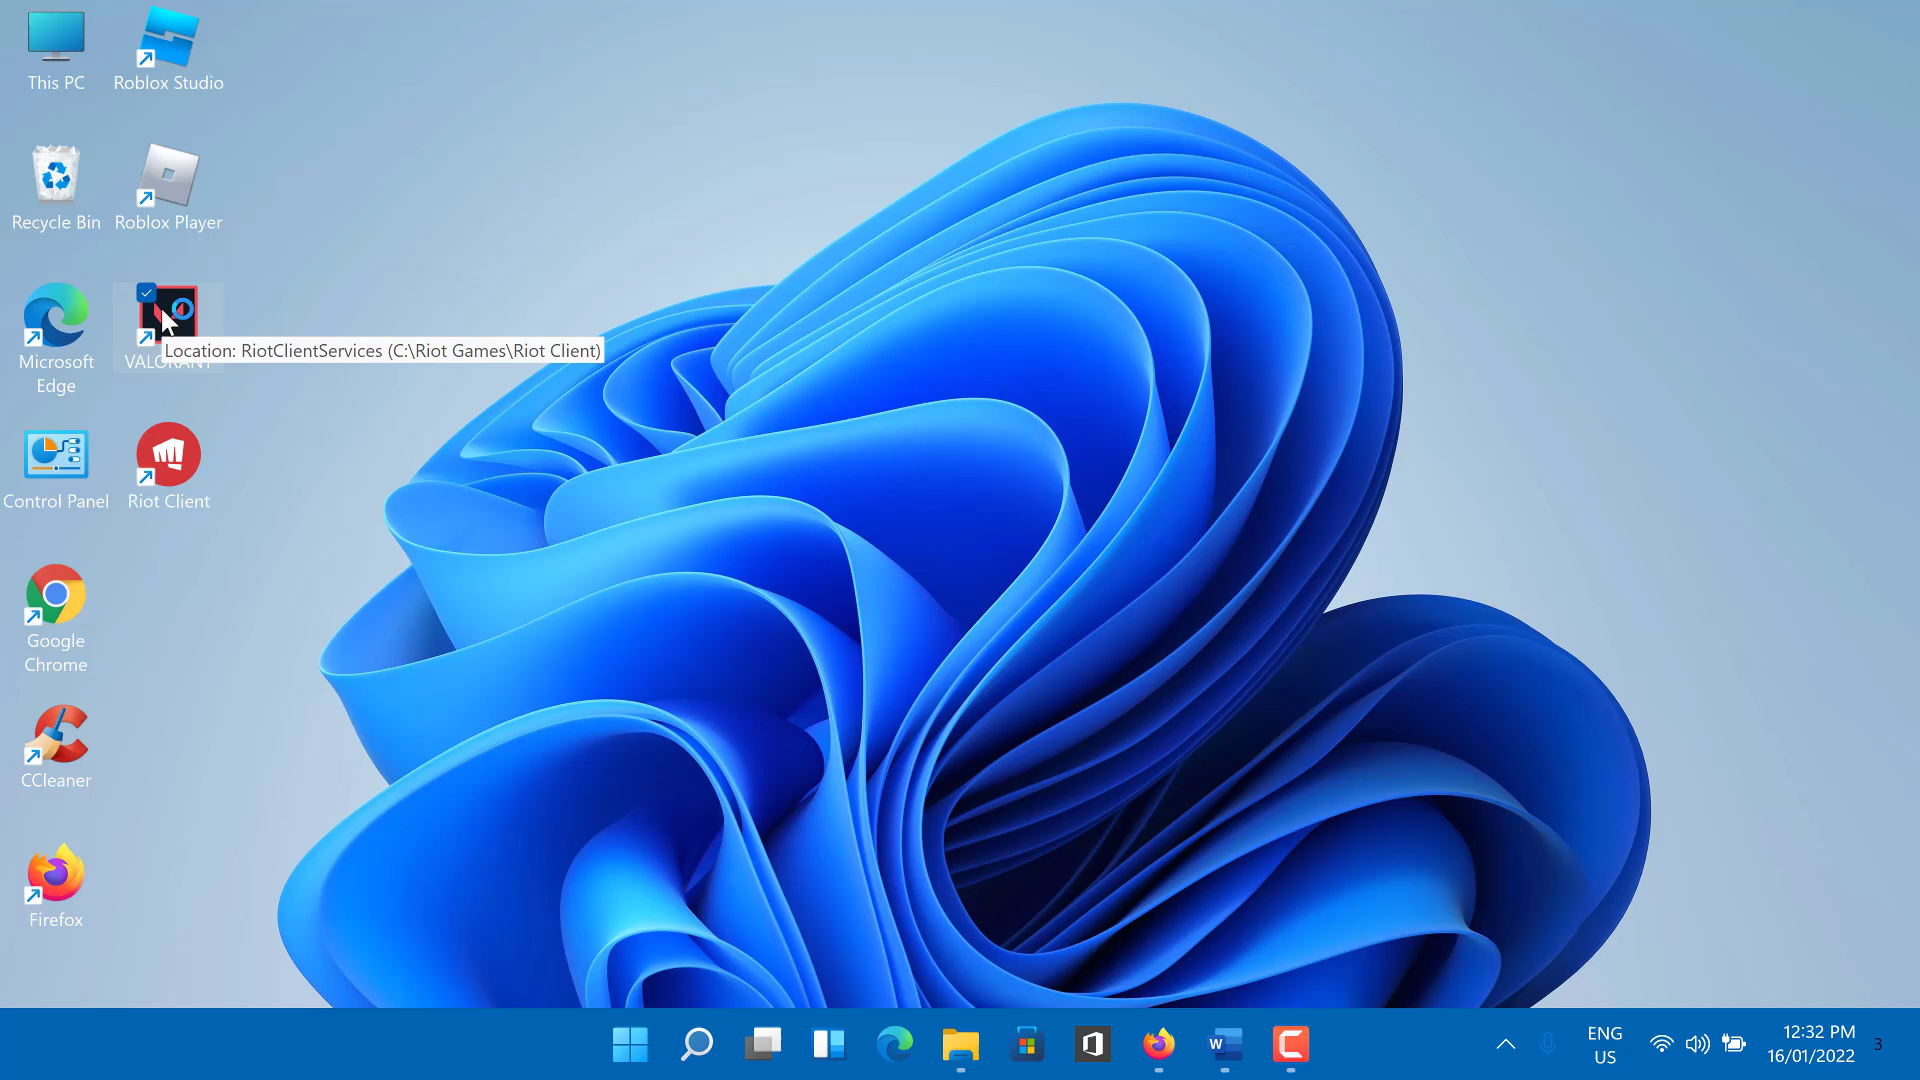 This PC
Roblox Studio
Recycle Bin
Roblox Player
Microsoft
Edge
VALORANT
Location: RiotClientServices (C:\Riot Games\Riot Client)
Control Panel
Riot Client
Google
Chrome
CCleaner
Firefox
W
ENG
US
12:32 PM
16/01/2022
3